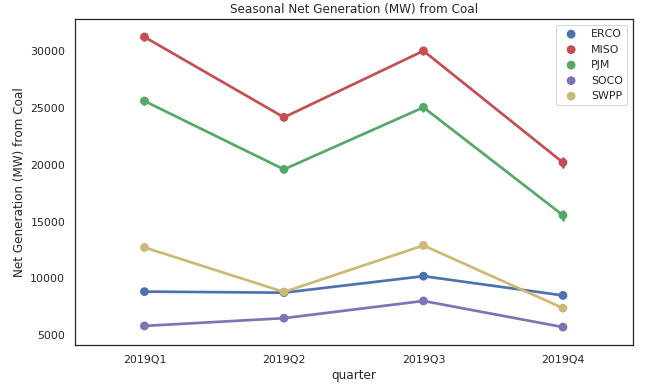 Seasonal Net Generation (MW) from Coal
Net Generation (MW) from Coal
30000
25000
20000
15000
10000
5000
ERCO
MISO
PJM
SOCO
SWPP
2019Q1 2019Q2 2019Q3 2019Q4
quarter